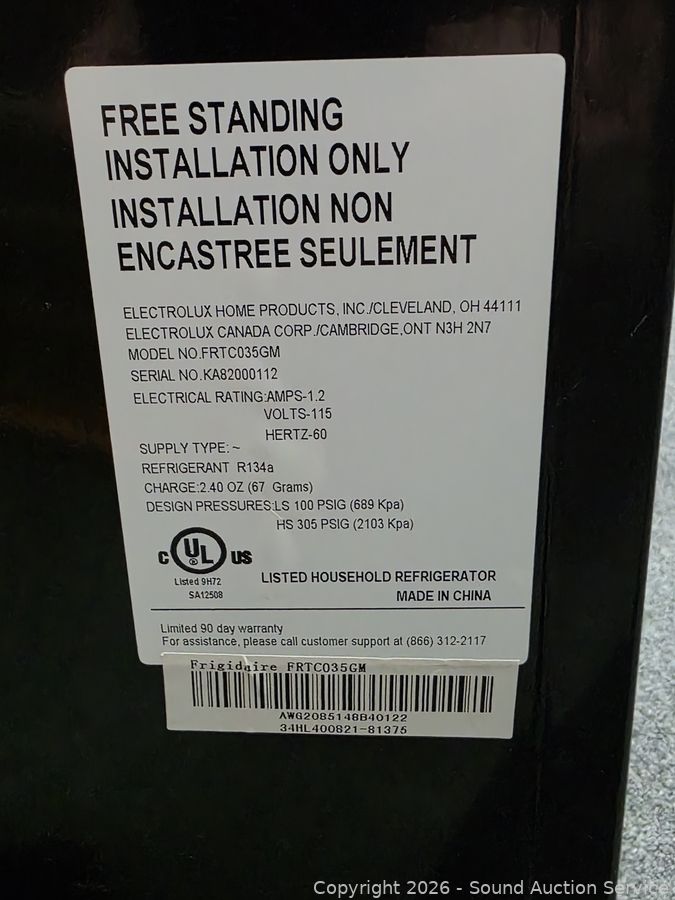 FREE STANDING
INSTALLATION ONLY
INSTALLATION NON
ENCASTREE SEULEMENT
ELECTROLUX HOME PRODUCTS, INC./CLEVELAND, OH 44111
ELECTROLUX CANADA CORP./CAMBRIDGE,ONT N3H 2N7
MODEL NO.FRTC035GM
SERIAL NO.KA82000112
ELECTRICAL RATING:AMPS-1.2
VOLTS-115
HERTZ-60
SUPPLY TYPE: ~
REFRIGERANT R134a
CHARGE:2.40 OZ (67 Grams)
DESIGN PRESSURES:LS 100 PSIG (689 Kpa)
HS 305 PSIG (2103 Kpa)
C UL ® US
Listed 9H72
SA12508
LISTED HOUSEHOLD REFRIGERATOR
MADE IN CHINA
Limited 90 day warranty
For assistance, please call customer support at (866) 312-2117
Frigidaire FRTC035GM
AWG2085148B40122
34HL400821-81375
Copyright 2026 - Sound Auction Service